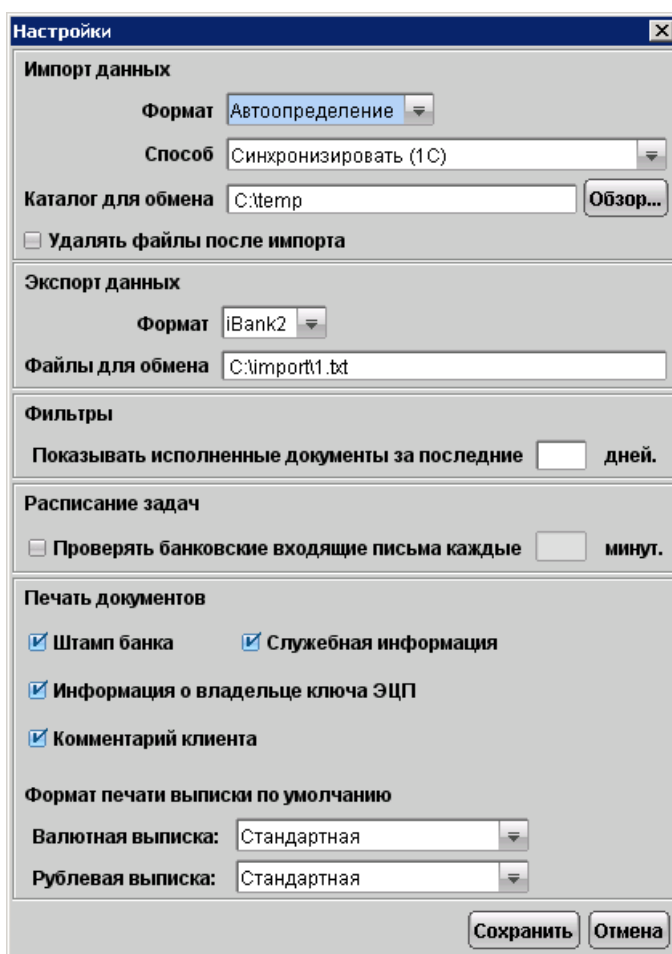 Настройки
Импорт данных
Формат Автоопределение
Способ Синхронизировать (1С)
Каталог для обмена C:\temp Обзор...
Удалять файлы после импорта
Экспорт данных
Формат iBank2
Файлы для обмена C:\import\1.txt
Фильтры
Показывать исполненные документы за последние дней.
Расписание задач
Проверять банковские входящие письма каждые минут.
Печать документов
Штамп банка Служебная информация
Информация о владельце ключа ЭЦП
Комментарий клиента
Формат печати выписки по умолчанию
Валютная выписка: Стандартная
Рублевая выписка: Стандартная
Сохранить Отмена